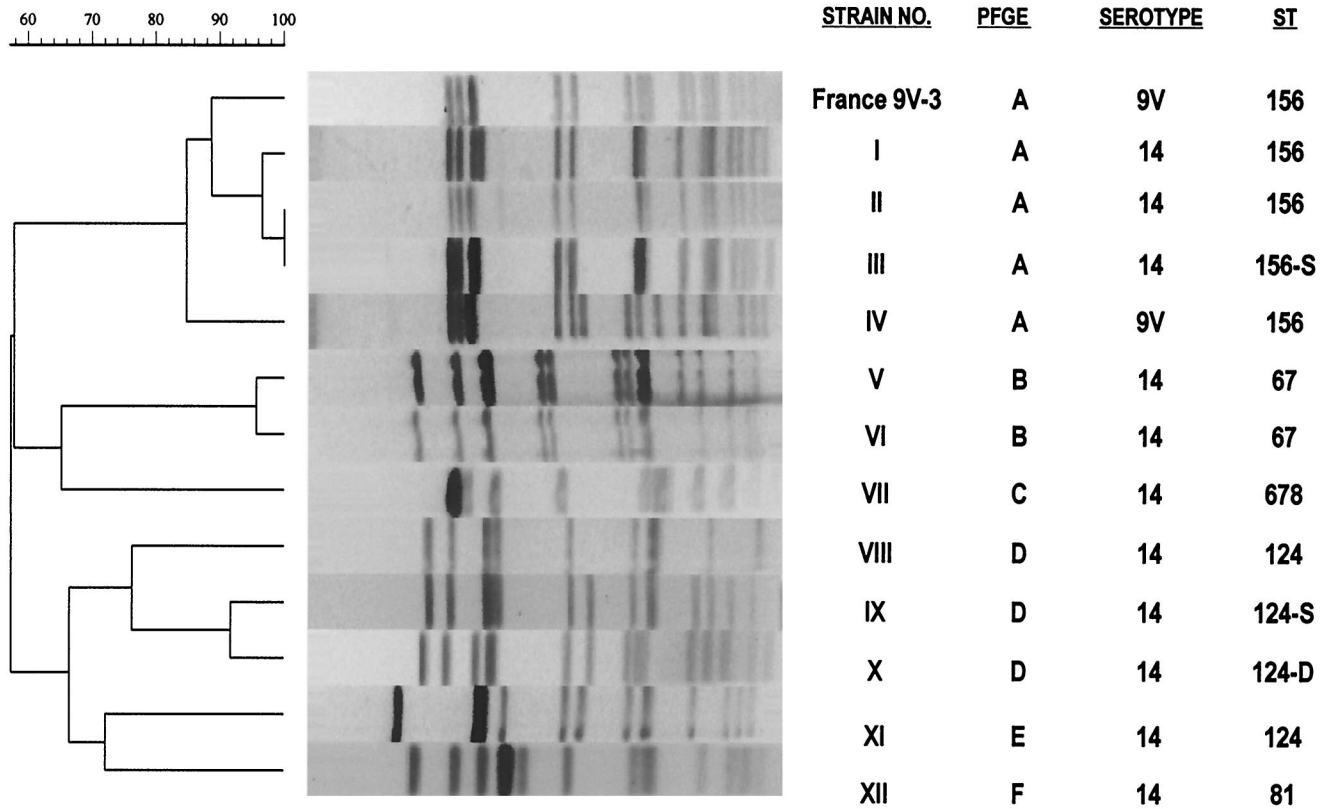 60 70 80 90 100
STRAIN NO. PFGE SEROTYPE ST
France 9V-3 A 9V 156
I A 14 156
II A 14 156
III A 14 156-S
IV A 9V 156
V B 14 67
VI B 14 67
VII C 14 678
VIII D 14 124
IX D 14 124-S
X D 14 124-D
XI E 14 124
XII F 14 81